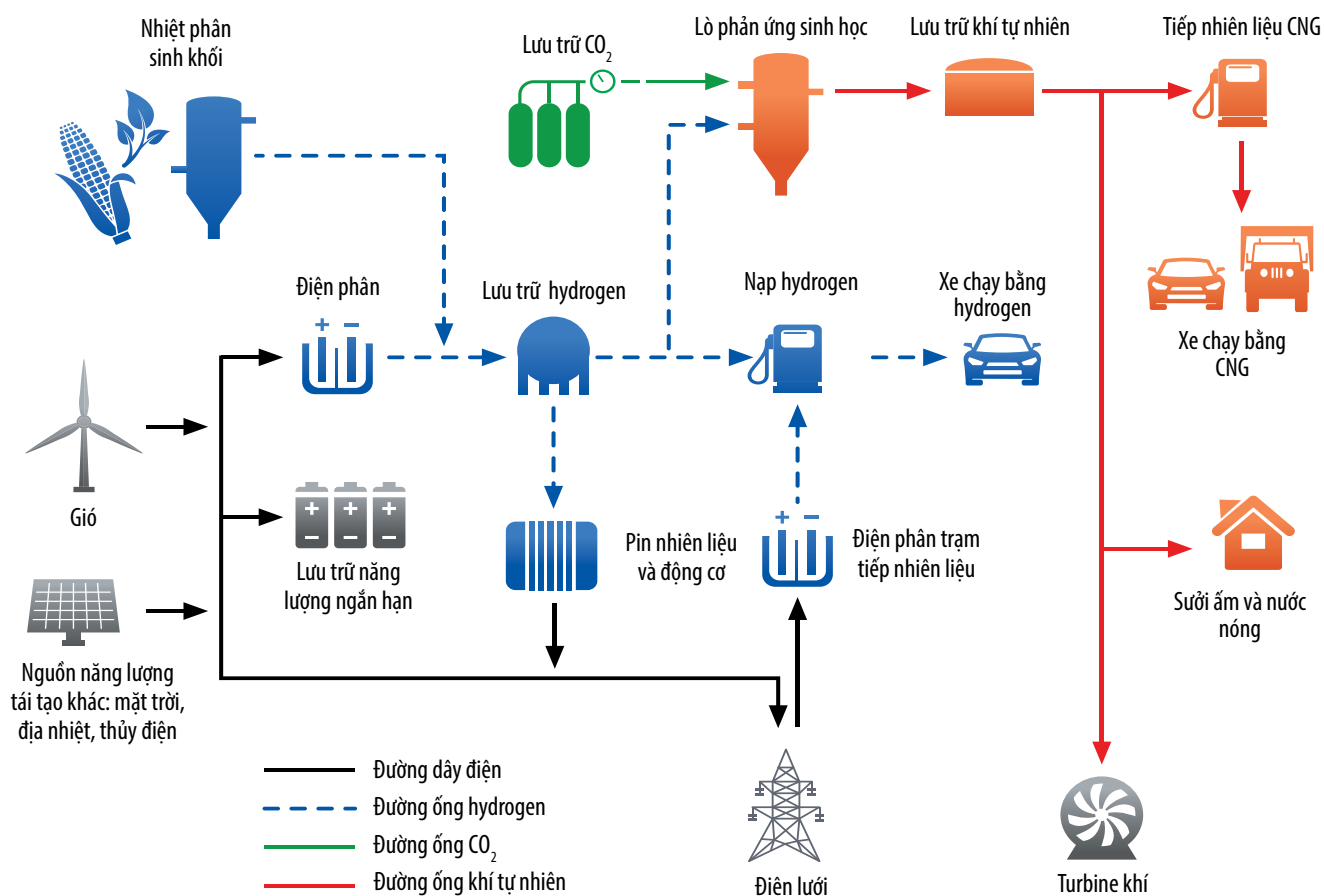 Nhiệt phân
sinh khối
Lưu trữ CO₂
Lò phản ứng sinh học
Lưu trữ khí tự nhiên
Tiếp nhiên liệu CNG
Điện phân
+ −
Lưu trữ hydrogen
Nạp hydrogen
Xe chạy bằng
hydrogen
Xe chạy bằng
CNG
Gió
+ + +
− − −
Lưu trữ năng
lượng ngắn hạn
Pin nhiên liệu
và động cơ
+ −
Điện phân trạm
tiếp nhiên liệu
Sưởi ấm và nước
nóng
Nguồn năng lượng
tái tạo khác: mặt trời,
địa nhiệt, thủy điện
Đường dây điện
Đường ống hydrogen
Đường ống CO₂
Đường ống khí tự nhiên
Điện lưới
Turbine khí